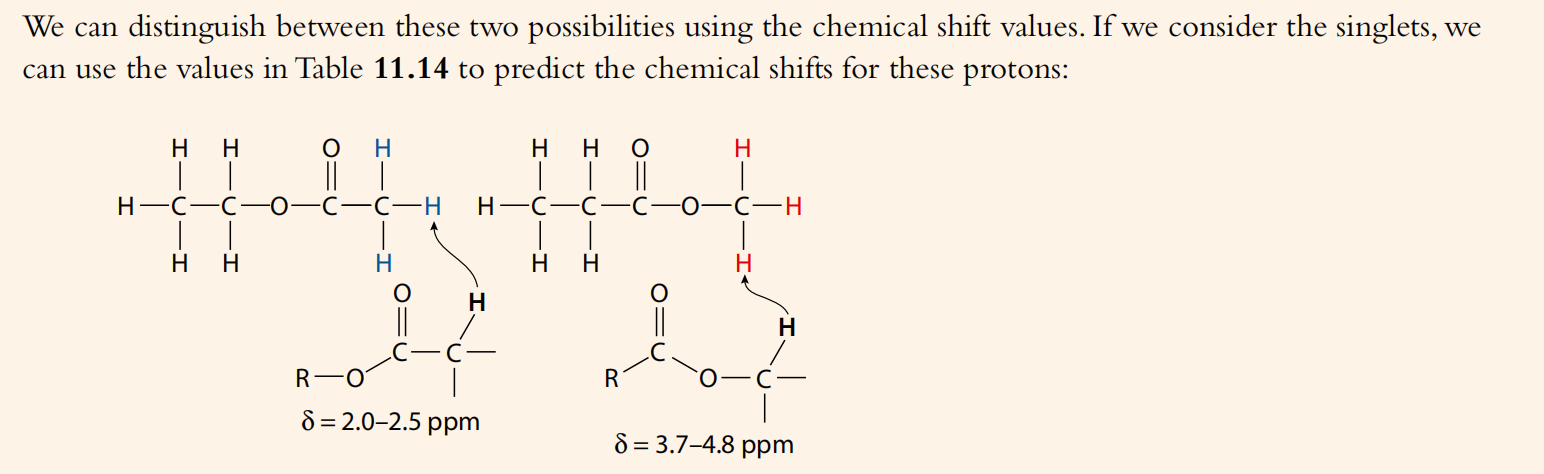 We can distinguish between these two possibilities using the chemical shift values. If we consider the singlets, we
can use the values in Table 11.14 to predict the chemical shifts for these protons:
H H O H H H O H
H—C—C—O—C—C—H H—C—C—C—O—C—H
H H H H H H
O H O H
C—C— C
R—O R O—C—
δ = 2.0–2.5 ppm
δ = 3.7–4.8 ppm